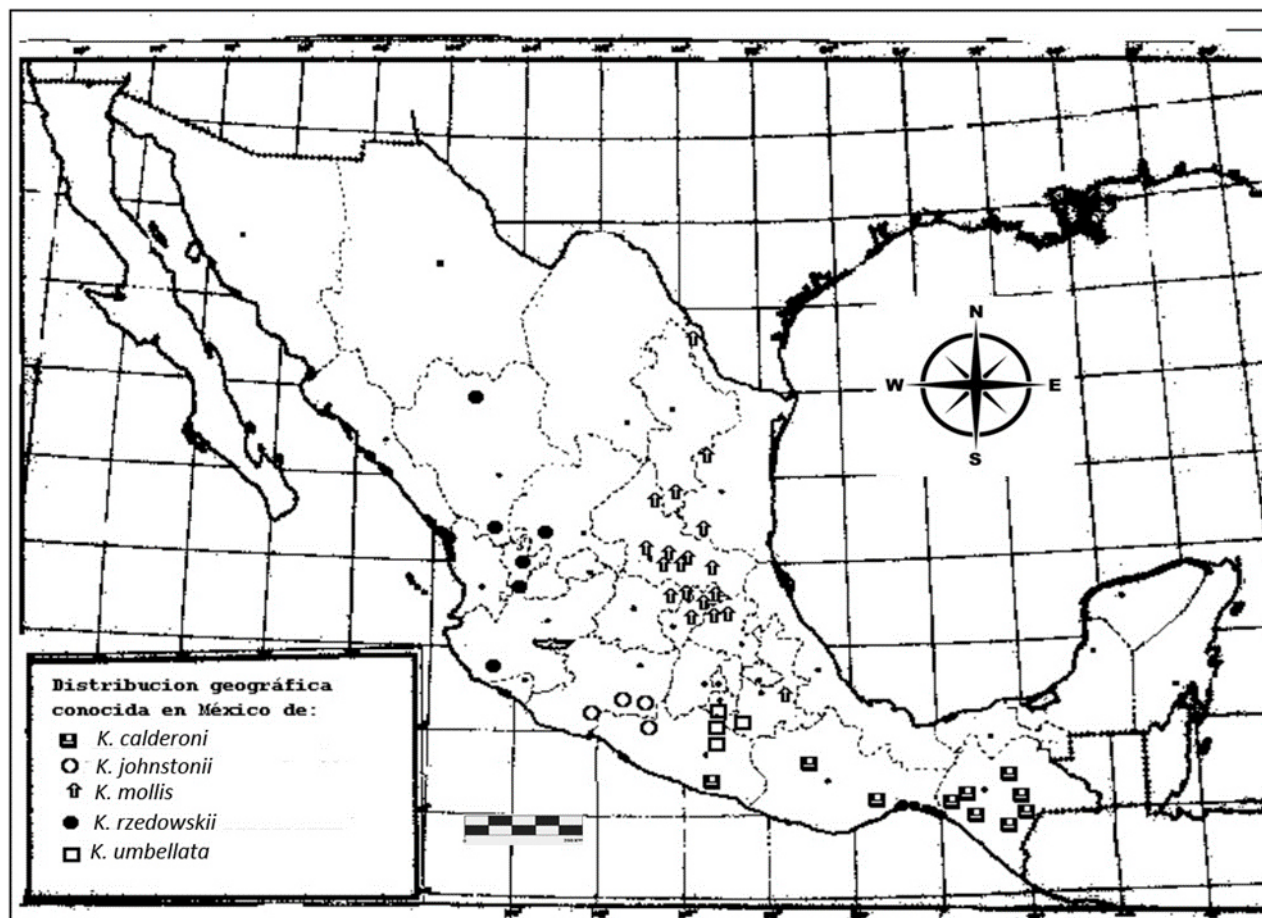 N
W E
S
Distribucion geográfica
conocida en México de:
K. calderoni
K. johnstonii
K. mollis
K. rzedowskii
K. umbellata